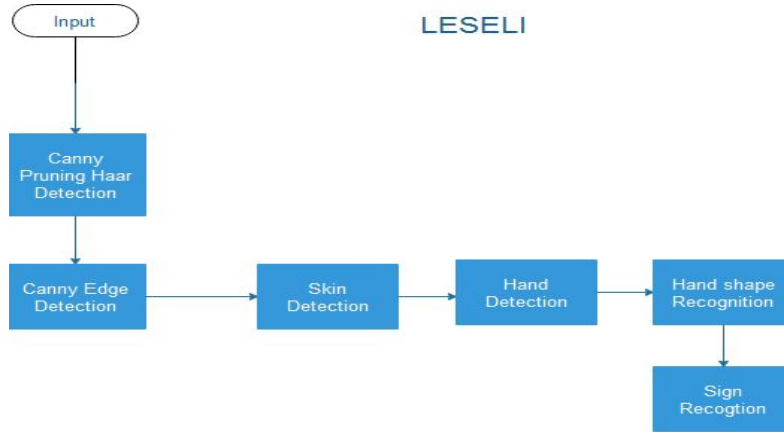 Input
LESELI
Canny
Pruning Haar
Detection
Canny Edge
Detection
Skin
Detection
Hand
Detection
Hand shape
Recognition
Sign
Recogtion